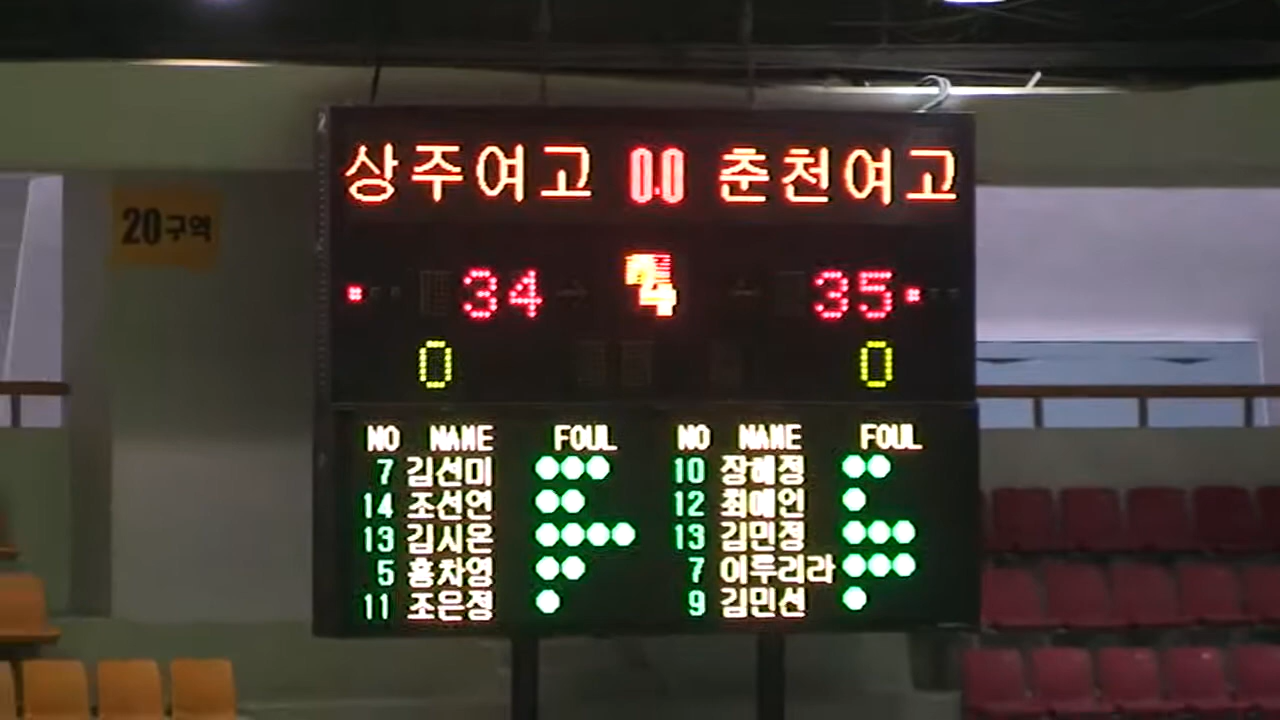 상주여고 0.0 춘천여고
20구역
34 4 35
0 0
NO NAME FOUL NO NAME FOUL
7 김선미 10 장혜정
14 조선연 12 최예인
13 김시온 13 김민정
5 홍차영 7 이루리라
11 조은정 9 김민선